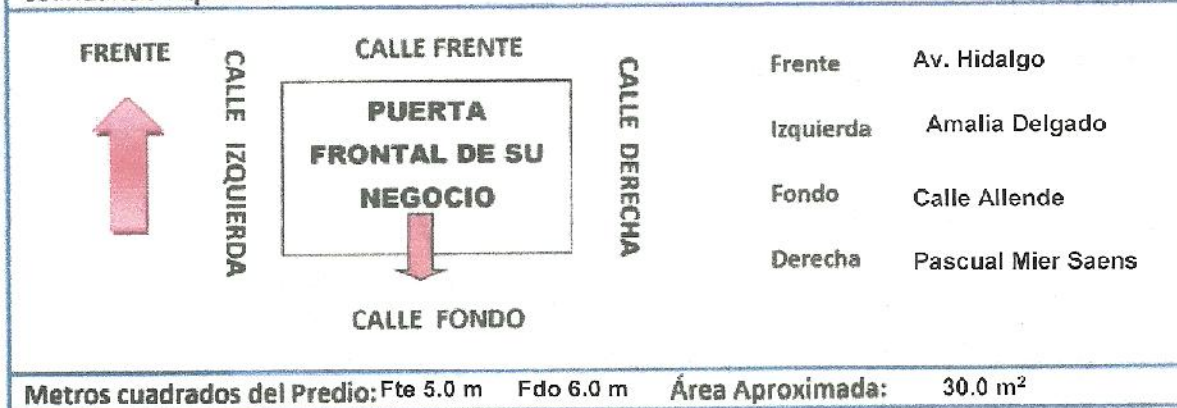 FRENTE
CALLE IZQUIERDA
CALLE FRENTE
PUERTA
FRONTAL DE SU
NEGOCIO
CALLE DERECHA
CALLE FONDO
Frente Av. Hidalgo
Izquierda Amalia Delgado
Fondo Calle Allende
Derecha Pascual Mier Saens
Metros cuadrados del Predio: Fte 5.0 m Fdo 6.0 m Área Aproximada: 30.0 m²